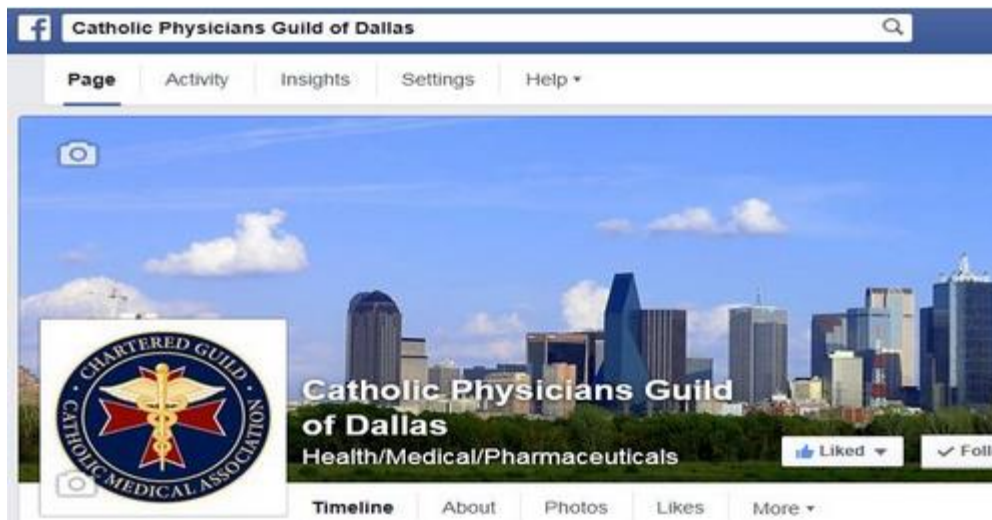 f Catholic Physicians Guild of Dallas
Page Activity Insights Settings Help
CHARTERED GUILD
CATHOLIC MEDICAL ASSOCIATION
Catholic Physicians Guild
of Dallas
Health/Medical/Pharmaceuticals
Liked Foll
Timeline About Photos Likes More